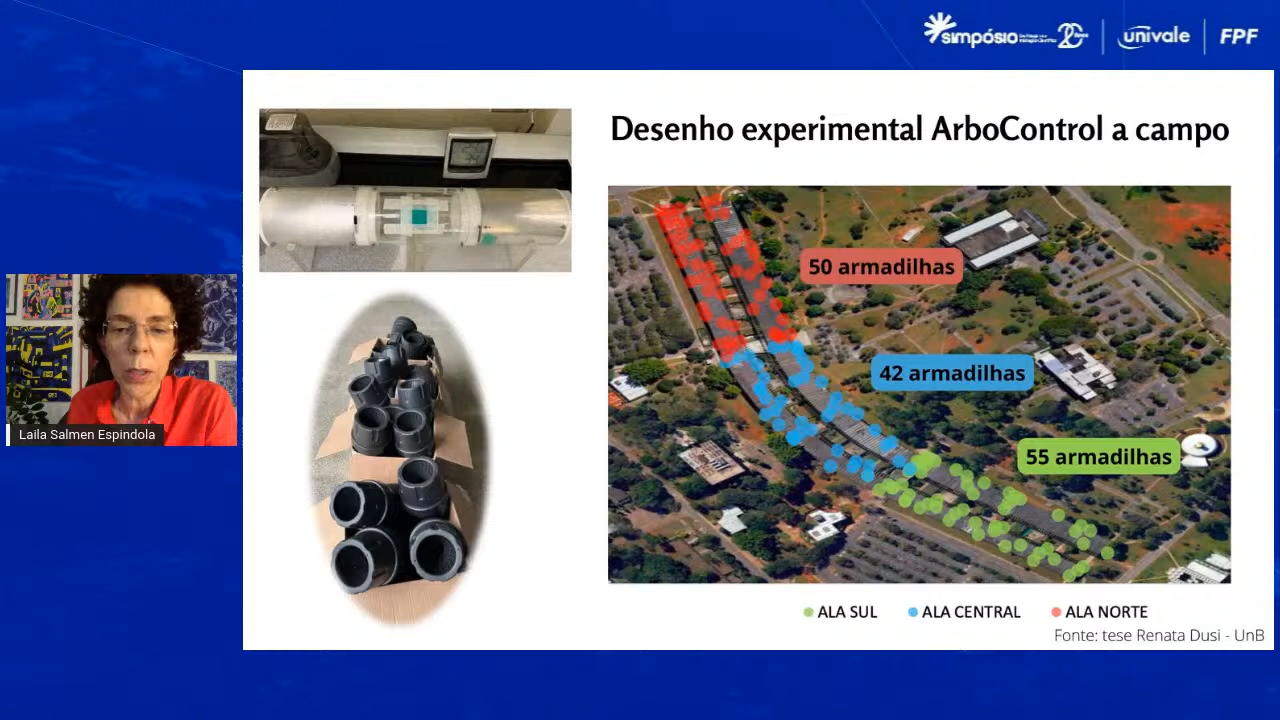 simpósio
univale
FPF
Desenho experimental ArboControl a campo
50 armadilhas
42 armadilhas
55 armadilhas
Laila Salmen Espindola
ALA SUL
ALA CENTRAL
ALA NORTE
Fonte: tese Renata Dusi - UnB